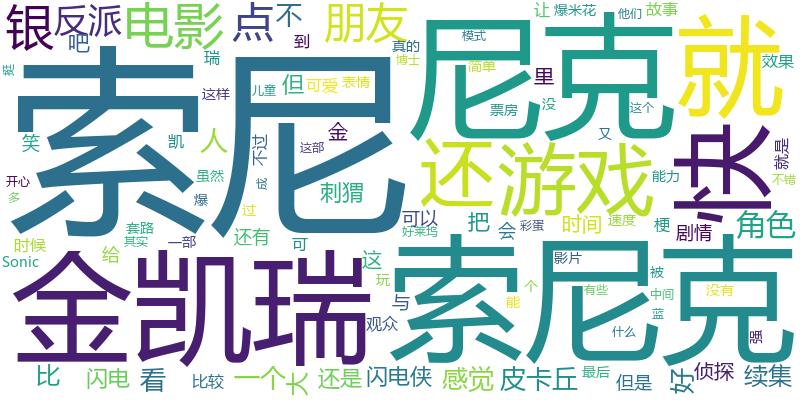 银 反派 电影 点 不 朋友 尼克 就
让 爆米花 他们 故事
吧 到 真的 模式
瑞 但 里 博士 简单 效果
挺 这样 儿童 可爱 表情 票房 没 这个
索尼
笑 凯 人 不过 金 这部 还 游戏 快 又 就是
开心 虽然 爆 成 刺猬 能力 不错
多 过
套路 其实 还有 可以 把 会 时间 速度 梗 角色
时候 给 一部 可 好莱坞 彩蛋 剧情
Sonic 这 与 玩
金凯瑞 索尼克
影片 被
观众 能 个 有些 中间 没有
蓝 什么 强
比 闪电 看 比较 一个 大 还是 闪电侠 感觉 皮卡丘 最后 但是 好 侦探 续集